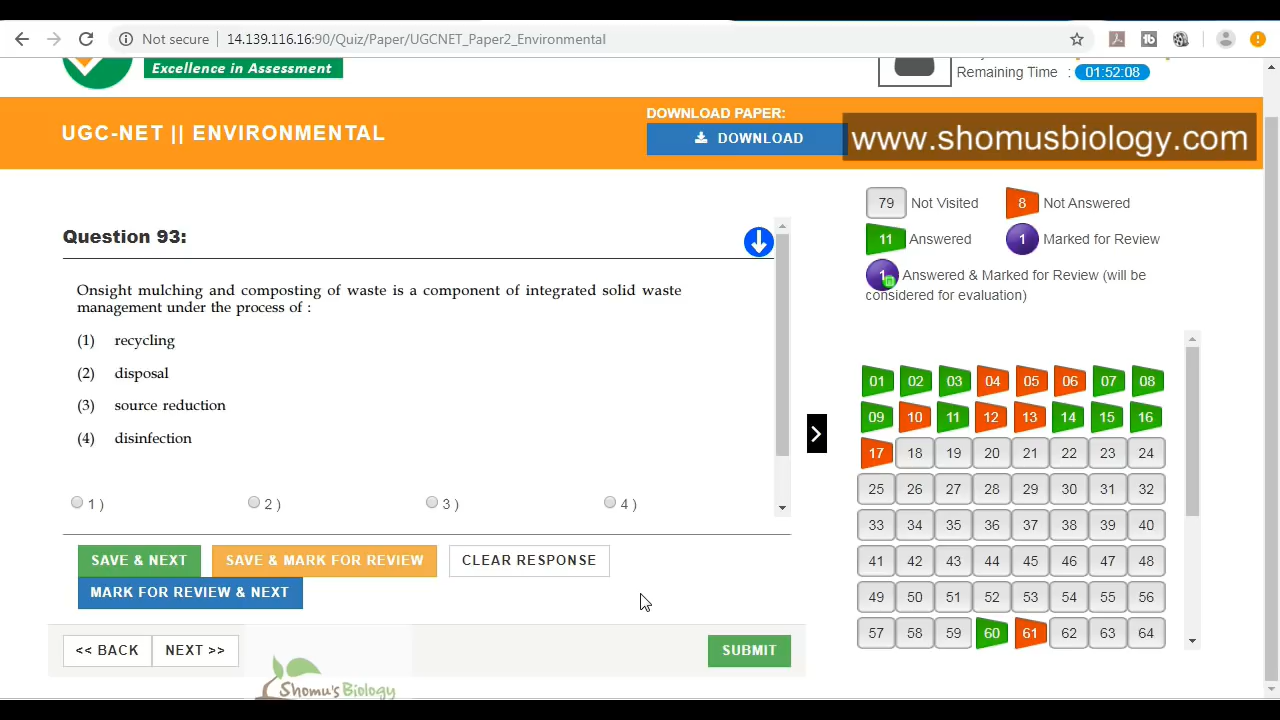 Not secure | 14.139.116.16:90/Quiz/Paper/UGCNET_Paper2_Environmental
Excellence in Assessment
Remaining Time : 01:52:08
UGC-NET || ENVIRONMENTAL
DOWNLOAD PAPER:
DOWNLOAD
www.shomusbiology.com
79 Not Visited 8 Not Answered
11 Answered 1 Marked for Review
1 Answered & Marked for Review (will be
considered for evaluation)
Question 93:
Onsight mulching and composting of waste is a component of integrated solid waste
management under the process of :
(1) recycling
(2) disposal
(3) source reduction
(4) disinfection
1 ) 2 ) 3 ) 4 )
SAVE & NEXT SAVE & MARK FOR REVIEW CLEAR RESPONSE
MARK FOR REVIEW & NEXT
<< BACK NEXT >> SUBMIT
Shomu's Biology
01 02 03 04 05 06 07 08
09 10 11 12 13 14 15 16
17 18 19 20 21 22 23 24
25 26 27 28 29 30 31 32
33 34 35 36 37 38 39 40
41 42 43 44 45 46 47 48
49 50 51 52 53 54 55 56
57 58 59 60 61 62 63 64